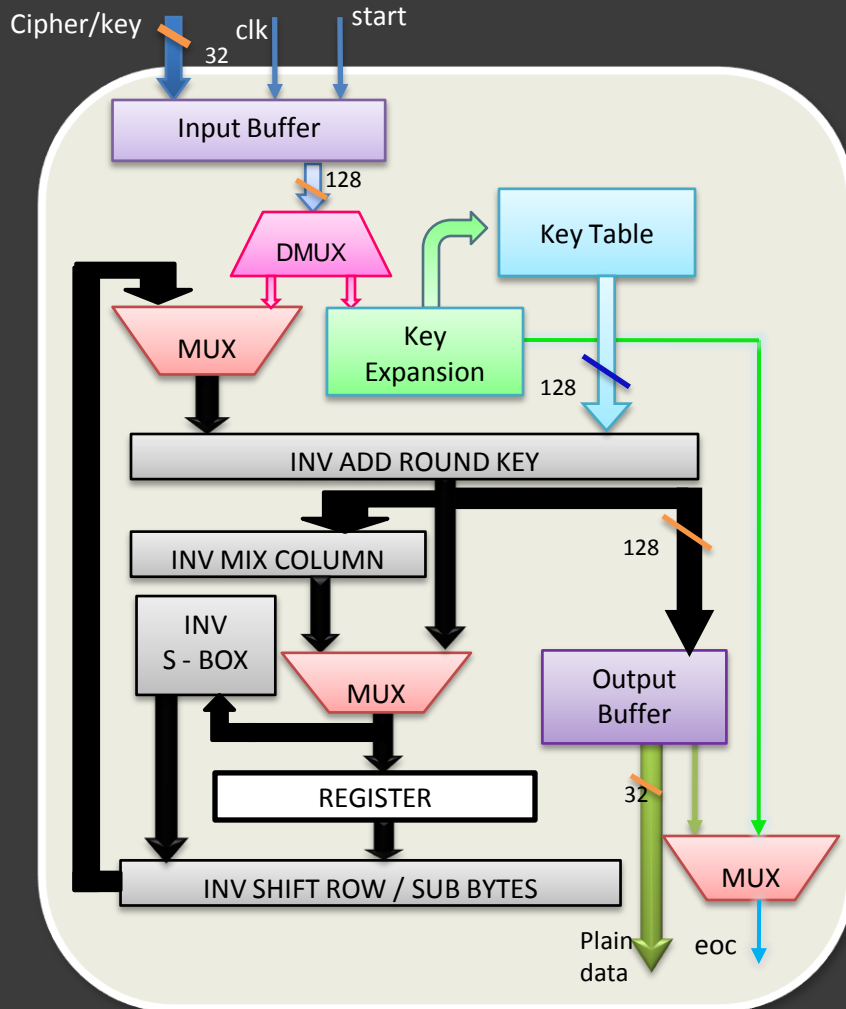 Cipher/key
32
clk
start
Input Buffer
128
DMUX
Key Table
MUX
Key
Expansion
128
INV ADD ROUND KEY
INV MIX COLUMN
128
INV
S - BOX
MUX
Output
Buffer
REGISTER
32
INV SHIFT ROW / SUB BYTES
MUX
Plain
data
eoc